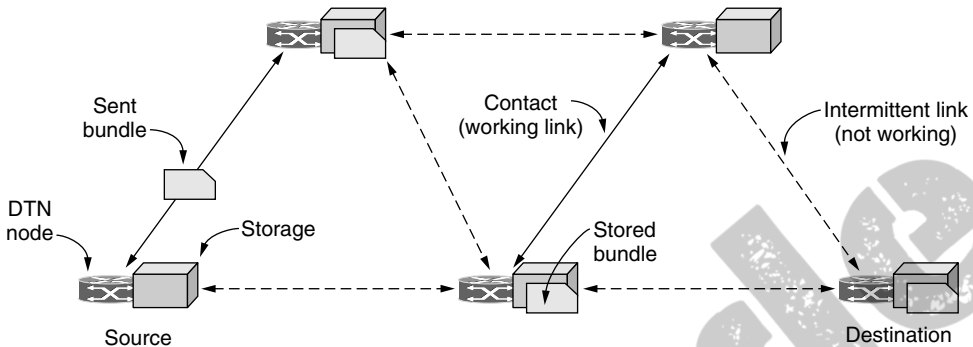 Sent
bundle
Contact
(working link)
Intermittent link
(not working)
DTN
node
Storage
Stored
bundle
Source
Destination